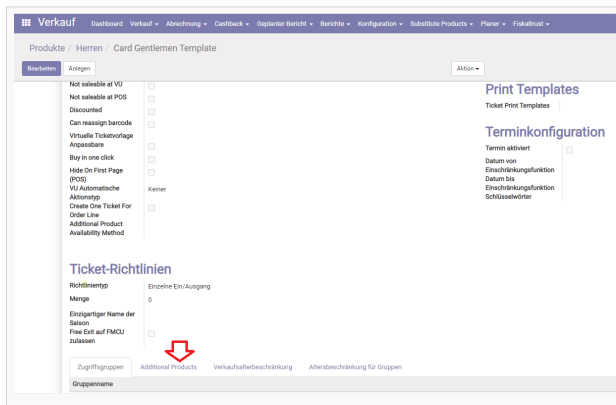 Verkauf Dashboard Verkauf Abrechnung Cashback Geplanter Bericht Berichte Konfiguration Substitute Products Planer Fiskaltrust
Produkte / Herren / Card Gentlemen Template
Bearbeiten Anlegen Aktion
Not saleable at VU
Not saleable at POS
Discounted
Can reassign barcode
Virtuelle Ticketvorlage
Anpassbare
Buy in one click
Hide On First Page
(POS)
VU Automatische Keiner
Aktionstyp
Create One Ticket For
Order Line
Additional Product
Availability Method
Print Templates
Ticket Print Templates
Terminkonfiguration
Termin aktiviert
Datum von
Einschränkungsfunktion
Datum bis
Einschränkungsfunktion
Schlüsselwörter
Ticket-Richtlinien
Richtlinientyp Einzelne Ein/Ausgang
Menge 0
Einzigartiger Name der
Saison
Free Exit auf FMCU
zulassen
Zugriffsgruppen Additional Products Verkaufsalterbeschränkung Altersbeschränkung für Gruppen
Gruppenname